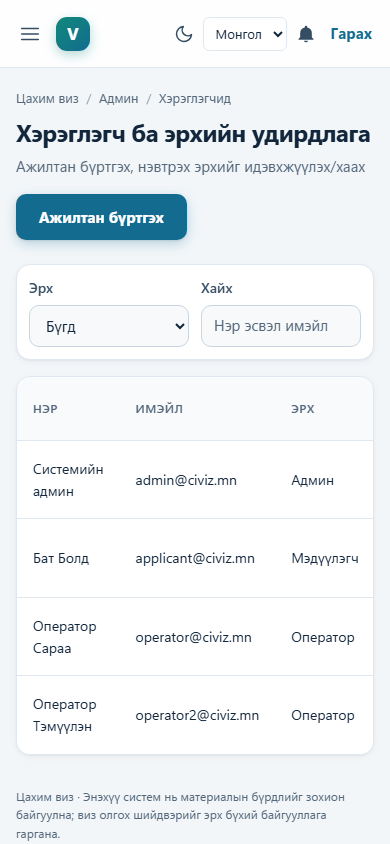 V Монгол Гарах
Цахим виз / Админ / Хэрэглэгчид
Хэрэглэгч ба эрхийн удирдлага
Ажилтан бүртгэх, нэвтрэх эрхийг идэвхжүүлэх/хаах
Ажилтан бүртгэх
Эрх Хайх
Бүгд Нэр эсвэл имэйл
НЭР ИМЭЙЛ ЭРХ
Системийн
админ admin@civiz.mn Админ
Бат Болд applicant@civiz.mn Мэдүүлэгч
Оператор
Сараа operator@civiz.mn Оператор
Оператор
Тэмүүлэн operator2@civiz.mn Оператор
Цахим виз · Энэхүү систем нь материалын бүрдлийг зохион
байгуулна; виз олгох шийдвэрийг эрх бүхий байгууллага
гаргана.